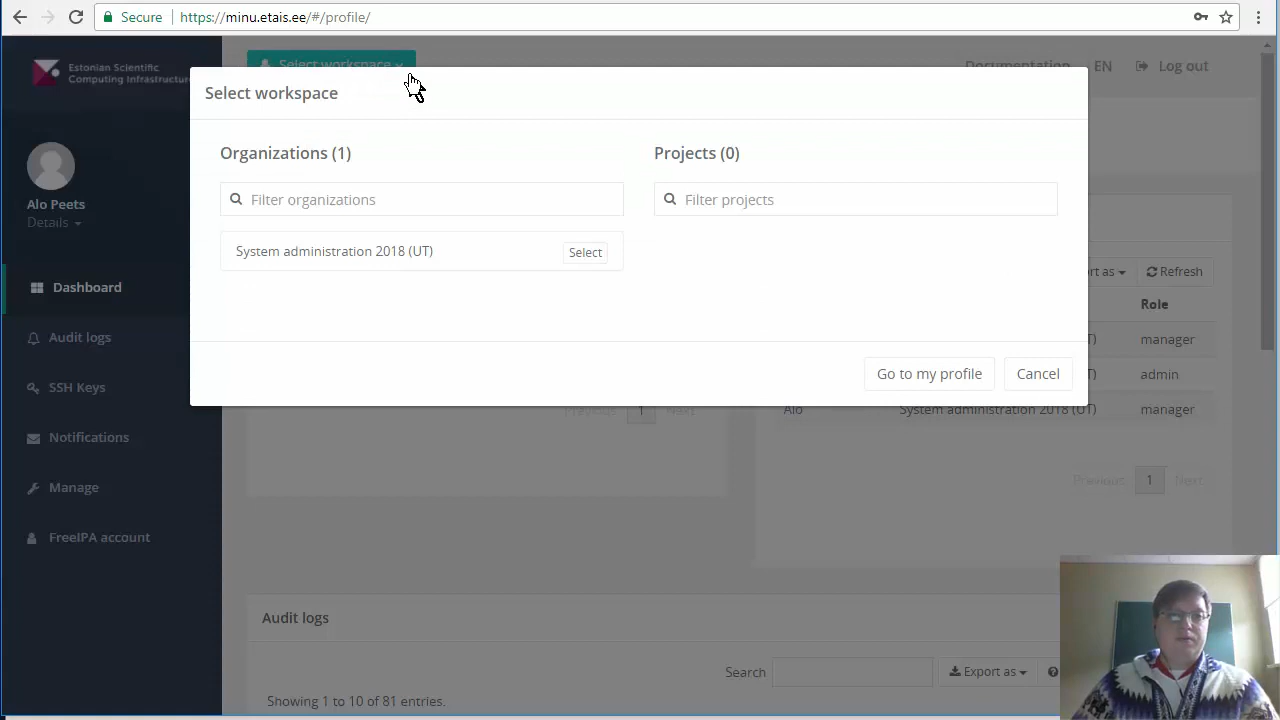 Secure https://minu.etais.ee/#/profile/
Estonian Scientific
Computing Infrastructure
Select workspace
Documentation EN Log out
Select workspace
Organizations (1) Projects (0)
Filter organizations Filter projects
System administration 2018 (UT) Select
Go to my profile Cancel
Alo Peets
Details
Dashboard
Audit logs
SSH Keys
Notifications
Manage
FreeIPA account
as Refresh
Role
manager
admin
Alo System administration 2018 (UT) manager
Previous 1 Next
Previous 1 Next
Audit logs
Search Export as
Showing 1 to 10 of 81 entries.